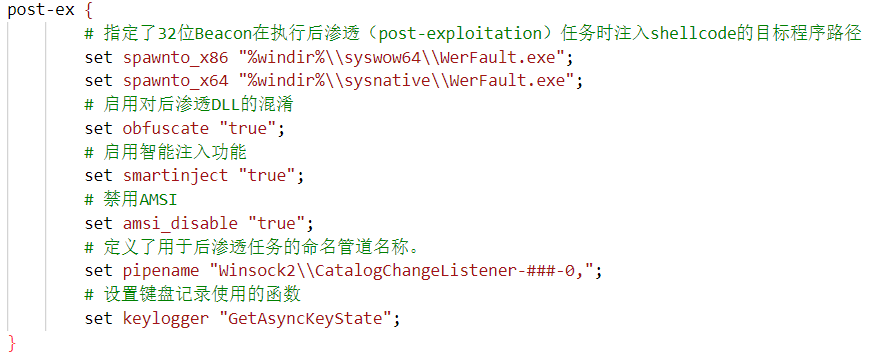 post-ex {
# 指定了32位Beacon在执行后渗透（post-exploitation）任务时注入shellcode的目标程序路径
set spawnto_x86 "%windir%\\syswow64\\WerFault.exe";
set spawnto_x64 "%windir%\\sysnative\\WerFault.exe";
# 启用对后渗透DLL的混淆
set obfuscate "true";
# 启用智能注入功能
set smartinject "true";
# 禁用AMSI
set amsi_disable "true";
# 定义了用于后渗透任务的命名管道名称。
set pipename "Winsock2\\CatalogChangeListener-###-0,";
# 设置键盘记录使用的函数
set keylogger "GetAsyncKeyState";
}